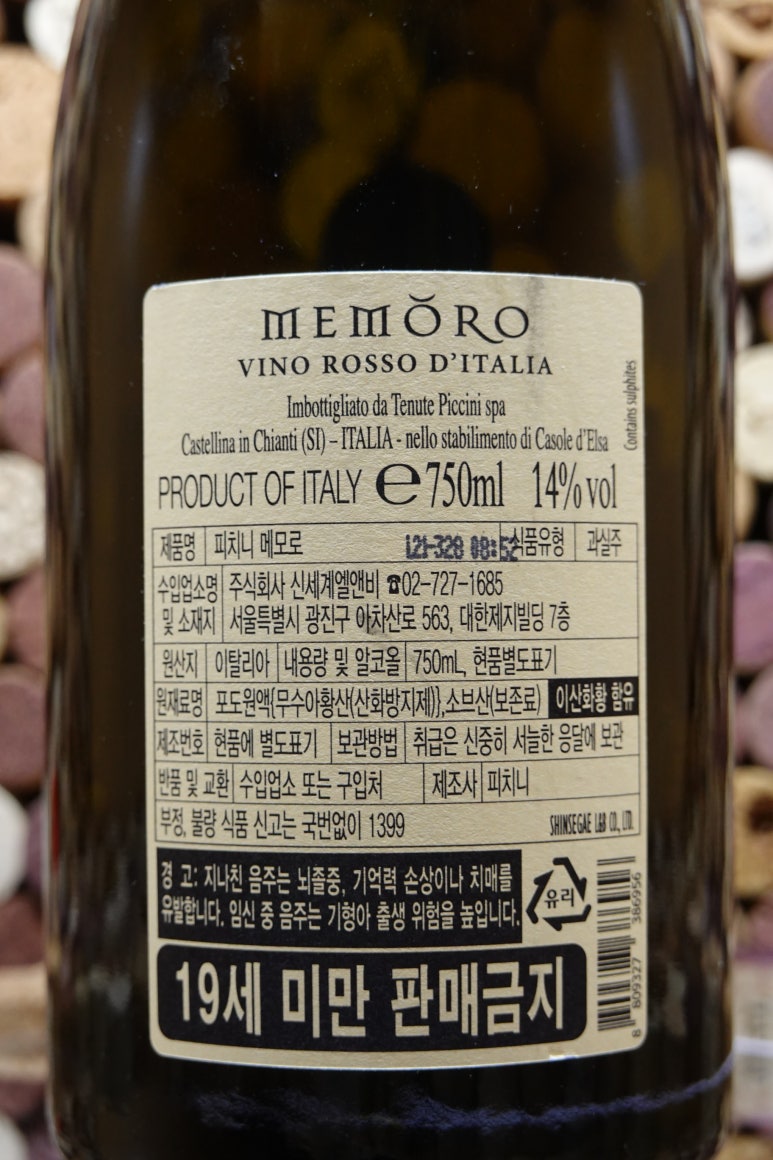 MEMŎRO
VINO ROSSO D'ITALIA
Imbottigliato da Tenute Piccini spa
Castellina in Chianti (SI) – ITALIA - nello stabilimento di Casole d'Elsa
Contains sulphites
PRODUCT OF ITALY ℮ 750ml 14% vol
제품명 피치니 메모로 L21-328 08:52 식품유형 과실주
수입업소명 주식회사 신세계엘앤비 ☎02-727-1685
및 소재지 서울특별시 광진구 아차산로 563, 대한제지빌딩 7층
원산지 이탈리아 내용량 및 알코올 750mL, 현품별도표기
원재료명 포도원액{무수아황산(산화방지제)},소브산(보존료) 이산화황 함유
제조번호 현품에 별도표기 보관방법 취급은 신중히 서늘한 응달에 보관
반품 및 교환 수입업소 또는 구입처 제조사 피치니
부정, 불량 식품 신고는 국번없이 1399 SHINSEGAE L&B CO., LTD.
경 고: 지나친 음주는 뇌졸중, 기억력 손상이나 치매를
유발합니다. 임신 중 음주는 기형아 출생 위험을 높입니다.
유리
19세 미만 판매금지
8 809327 386956